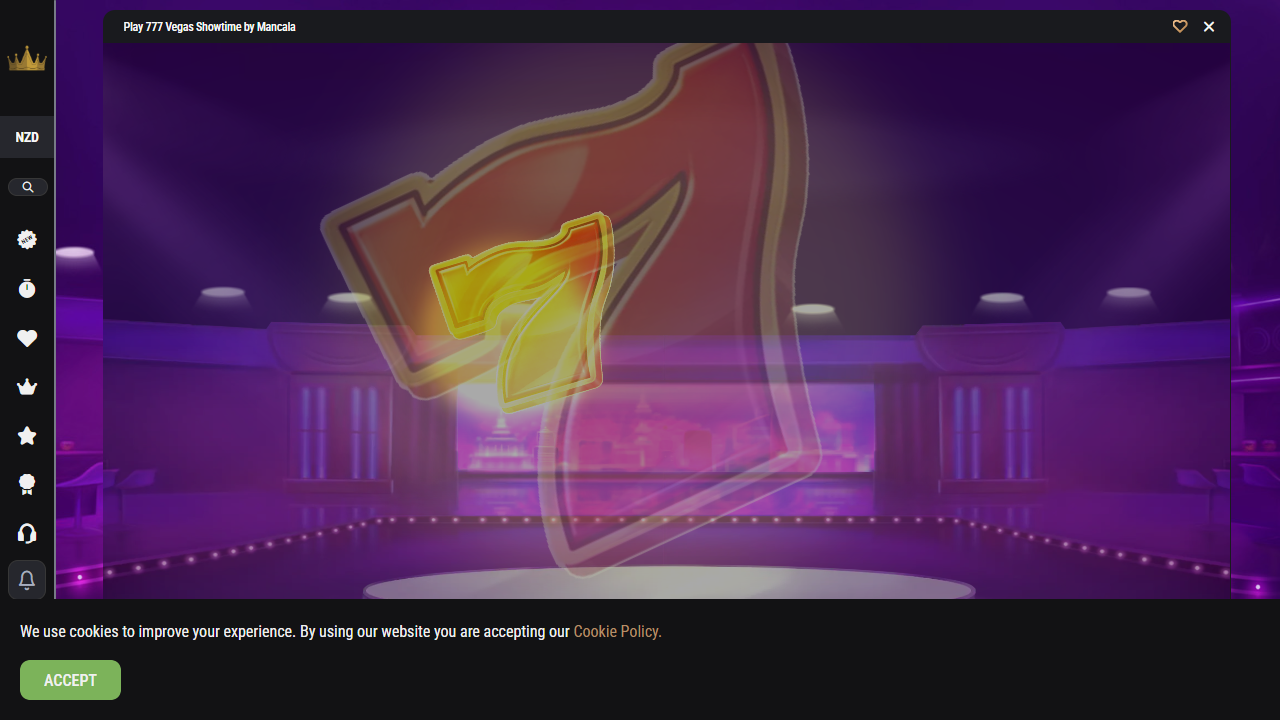 Play 777 Vegas Showtime by Mancala
NZD
NEW
We use cookies to improve your experience. By using our website you are accepting our Cookie Policy.
ACCEPT